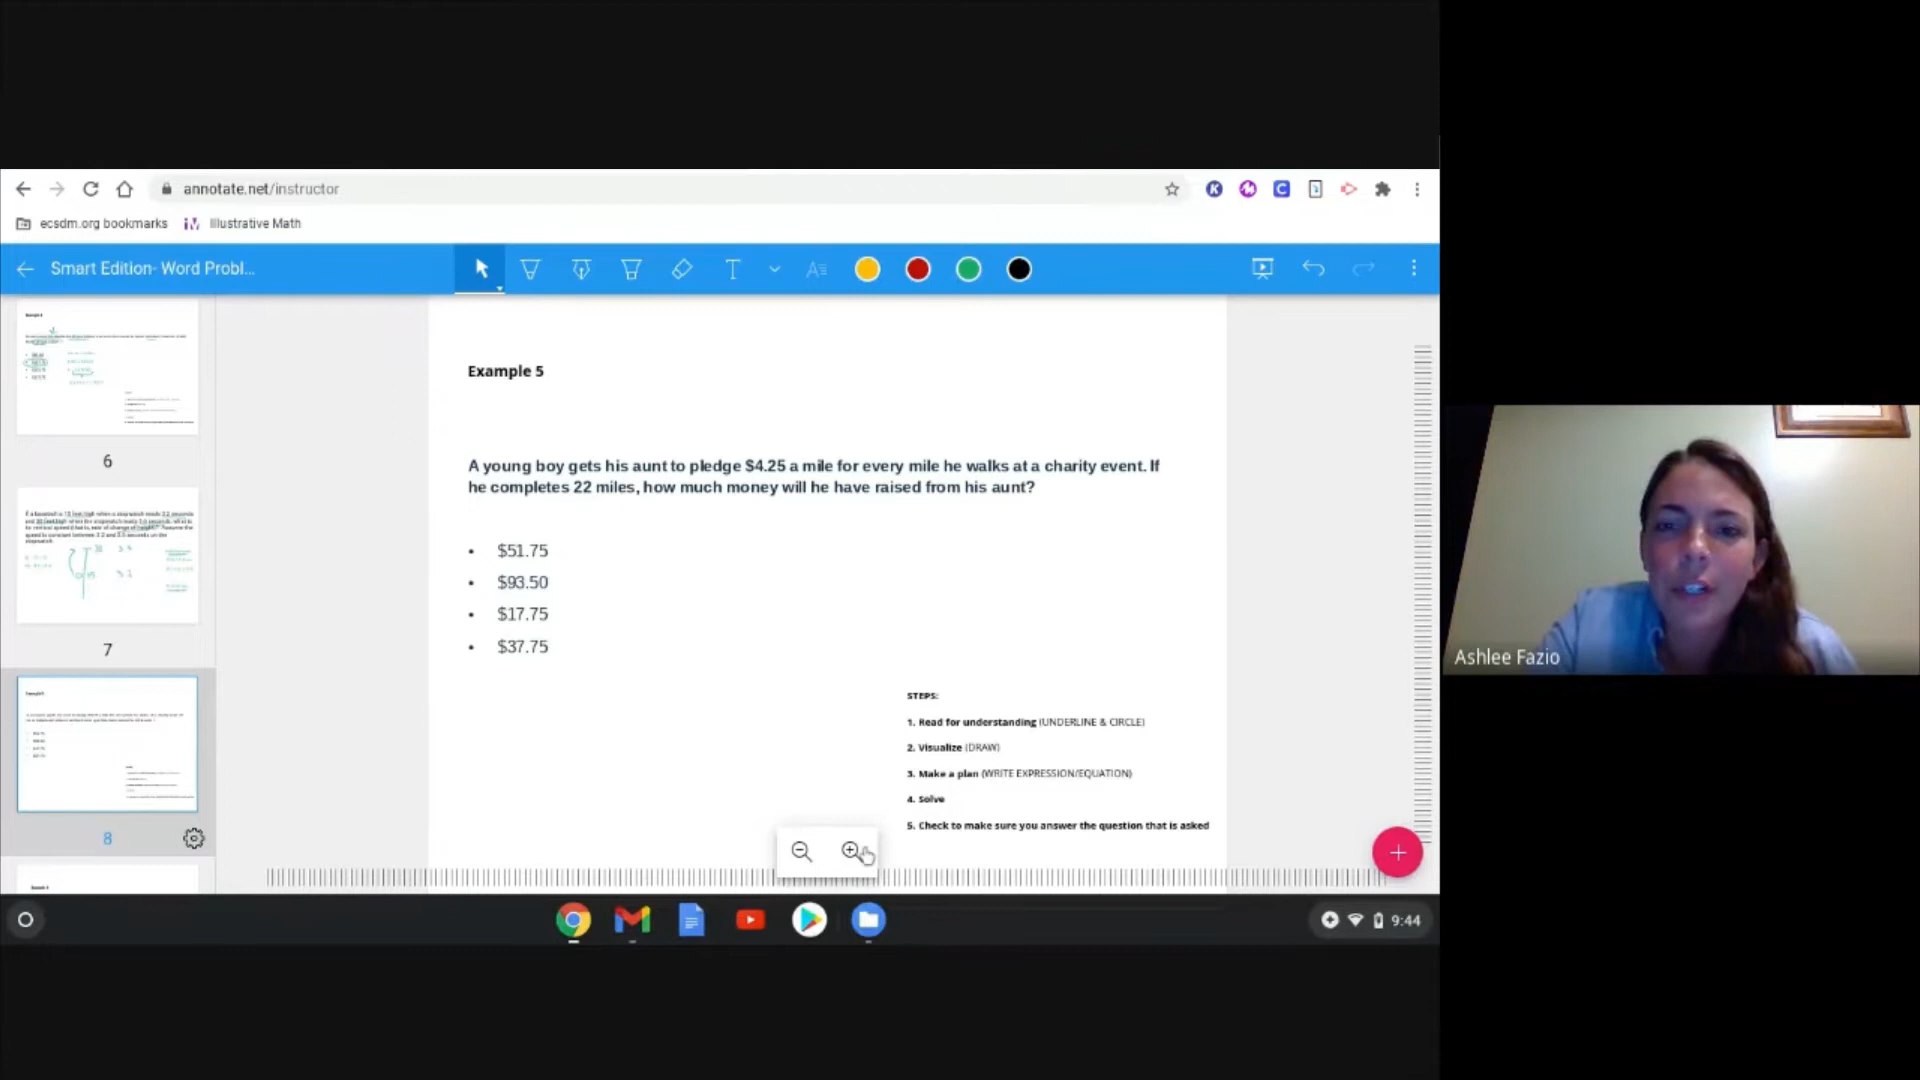 annotate.net/instructor
ecsdm.org bookmarks
Illustrative Math
Smart Edition- Word Probl...
T
6
7
8
Example 5
A young boy gets his aunt to pledge $4.25 a mile for every mile he walks at a charity event. If
he completes 22 miles, how much money will he have raised from his aunt?
• $51.75
• $93.50
• $17.75
• $37.75
STEPS:
1. Read for understanding (UNDERLINE & CIRCLE)
2. Visualize (DRAW)
3. Make a plan (WRITE EXPRESSION/EQUATION)
4. Solve
5. Check to make sure you answer the question that is asked
9:44
Ashlee Fazio